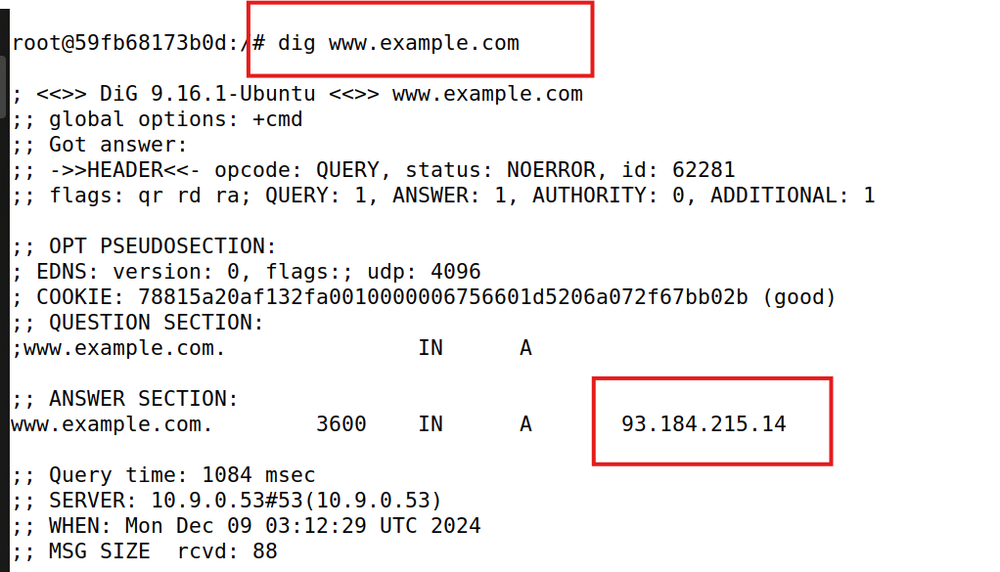 root@59fb68173b0d:/# dig www.example.com
; <<>> DiG 9.16.1-Ubuntu <<>> www.example.com
;; global options: +cmd
;; Got answer:
;; ->>HEADER<<- opcode: QUERY, status: NOERROR, id: 62281
;; flags: qr rd ra; QUERY: 1, ANSWER: 1, AUTHORITY: 0, ADDITIONAL: 1
;; OPT PSEUDOSECTION:
; EDNS: version: 0, flags:; udp: 4096
; COOKIE: 78815a20af132fa0010000006756601d5206a072f67bb02b (good)
;; QUESTION SECTION:
;www.example.com. IN A
;; ANSWER SECTION:
www.example.com. 3600 IN A 93.184.215.14
;; Query time: 1084 msec
;; SERVER: 10.9.0.53#53(10.9.0.53)
;; WHEN: Mon Dec 09 03:12:29 UTC 2024
;; MSG SIZE rcvd: 88